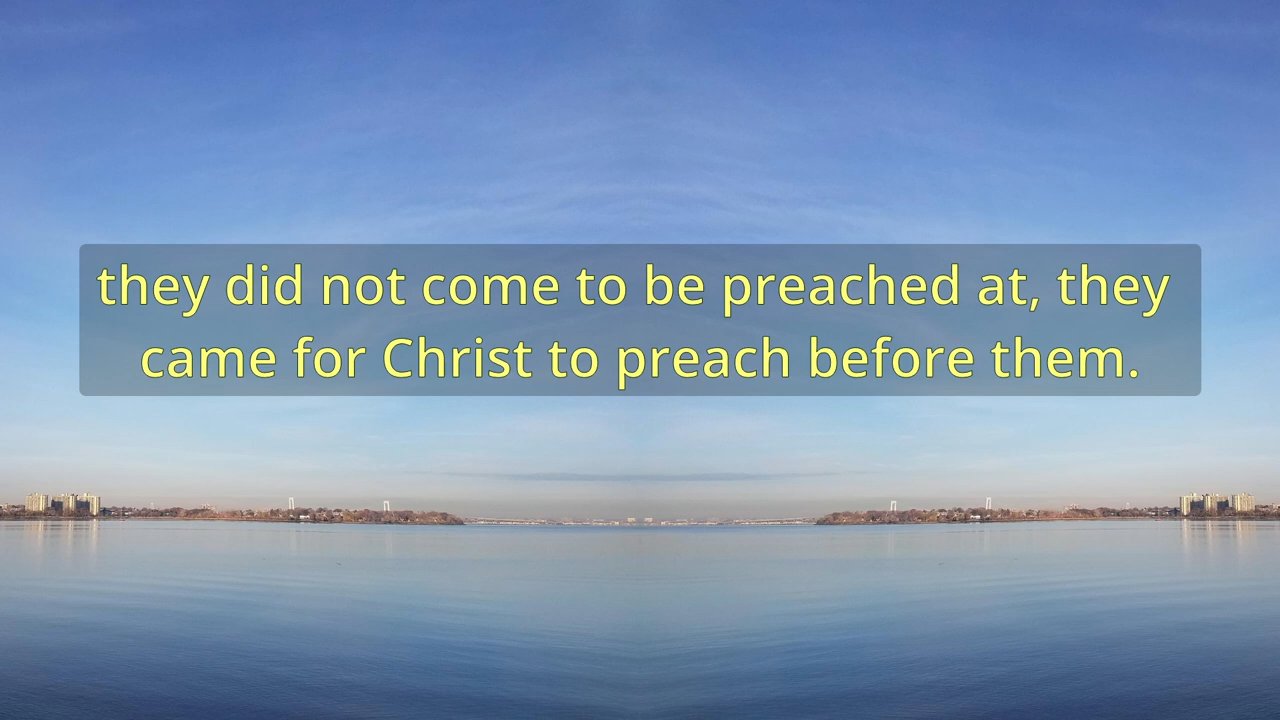 they did not come to be preached at, they
came for Christ to preach before them.